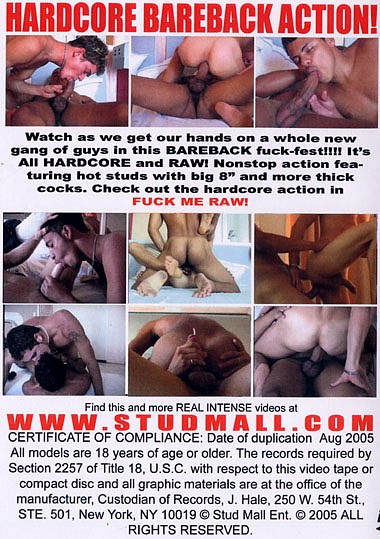 HARDCORE BAREBACK ACTION!
Watch as we get our hands on a whole new
gang of guys in this BAREBACK fuck-fest!!!! It's
All HARDCORE and RAW! Nonstop action fea-
turing hot studs with big 8” and more thick
cocks. Check out the hardcore action in
FUCK ME RAW!
Find this and more REAL INTENSE videos at
WWW.STUDMALL.COM
CERTIFICATE OF COMPLIANCE: Date of duplication Aug 2005
All models are 18 years of age or older. The records required by
Section 2257 of Title 18, U.S.C. with respect to this video tape or
compact disc and all graphic materials are at the office of the
manufacturer, Custodian of Records, J. Hale, 250 W. 54th St.,
STE. 501, New York, NY 10019 © Stud Mall Ent. © 2005 ALL
RIGHTS RESERVED.